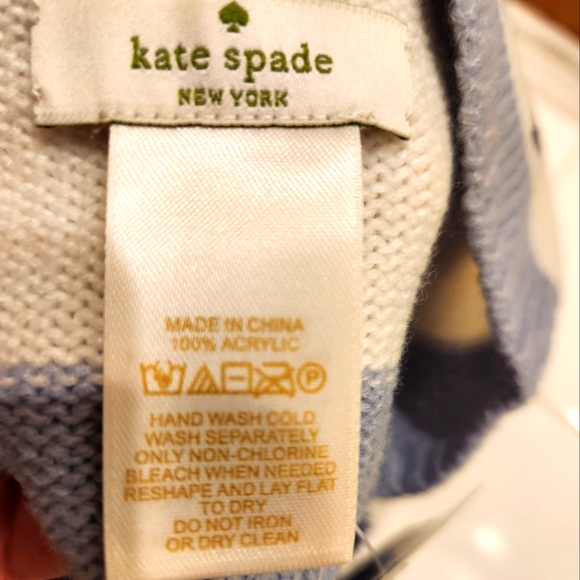 kate spade
NEW YORK
MADE IN CHINA
100% ACRYLIC
P
HAND WASH COLD
WASH SEPARATELY
ONLY NON-CHLORINE
BLEACH WHEN NEEDED
RESHAPE AND LAY FLAT
TO DRY
DO NOT IRON
OR DRY CLEAN